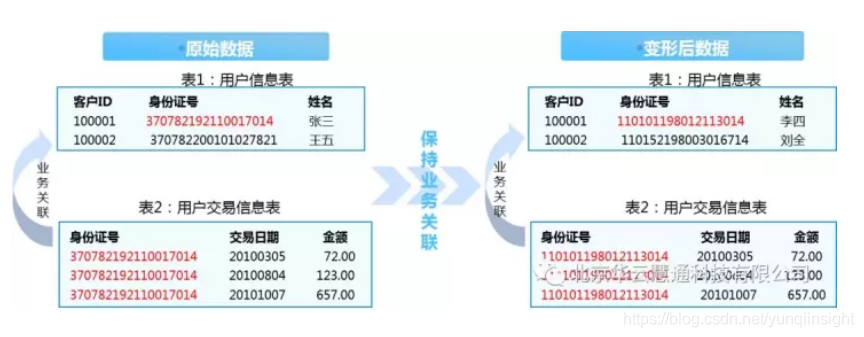 原始数据
表1：用户信息表
客户ID 身份证号 姓名
100001 370782192110017014 张三
100002 370782200101027821 王五
业务关联
表2：用户交易信息表
身份证号 交易日期 金额
370782192110017014 20100305 72.00
370782192110017014 20100804 123.00
370782192110017014 20101007 657.00
保持业务关联
变形后数据
表1：用户信息表
客户ID 身份证号 姓名
100001 110101198012113014 李四
100002 110152198003016714 刘全
业务关联
表2：用户交易信息表
身份证号 交易日期 金额
110101198012113014 20100305 72.00
110101198012113014
110101198012113014 20101007 657.00
北京华云慧通科技有限公司
https://blog.csdn.net/yunqiinsight